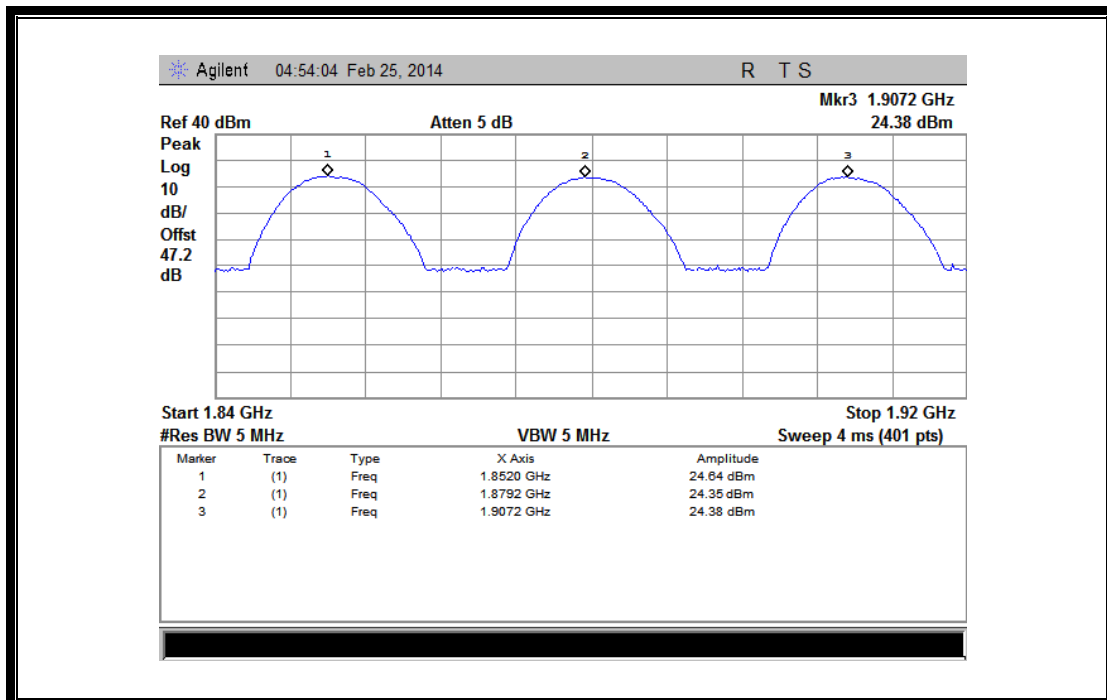 Agilent 04:54:04 Feb 25, 2014 R T S
Mkr3 1.9072 GHz
Ref 40 dBm Atten 5 dB 24.38 dBm
Peak
Log
10
dB/
Offst
47.2
dB
1 2 3
Start 1.84 GHz Stop 1.92 GHz
#Res BW 5 MHz VBW 5 MHz Sweep 4 ms (401 pts)
Marker Trace Type X Axis Amplitude
1 (1) Freq 1.8520 GHz 24.64 dBm
2 (1) Freq 1.8792 GHz 24.35 dBm
3 (1) Freq 1.9072 GHz 24.38 dBm